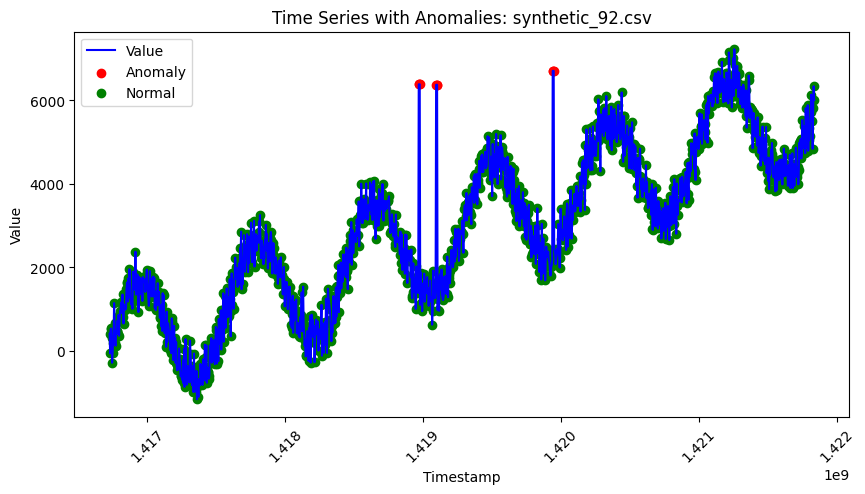 Time Series with Anomalies: synthetic_92.csv
Value
Anomaly
Normal
Value
6000
4000
2000
0
1.417
1.418
1.419
1.420
1.421
1.422
1e9
Timestamp